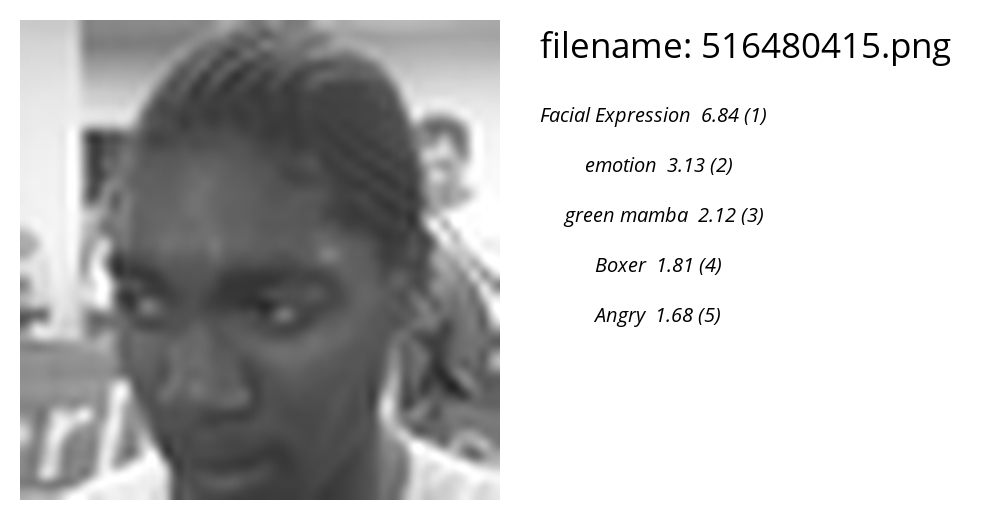 filename: 516480415.png
Facial Expression 6.84 (1)
emotion 3.13 (2)
green mamba 2.12 (3)
Boxer 1.81 (4)
Angry 1.68 (5)